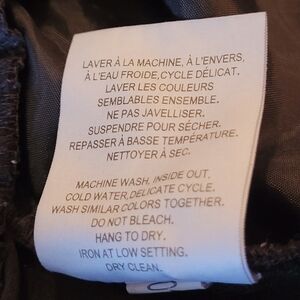 LAVER À LA MACHINE, À L'ENVERS,
À L'EAU FROIDE, CYCLE DÉLICAT.
LAVER LES COULEURS
SEMBLABLES ENSEMBLE.
NE PAS JAVELLISER.
SUSPENDRE POUR SÉCHER.
REPASSER À BASSE TEMPÉRATURE.
NETTOYER À SEC.
MACHINE WASH, INSIDE OUT,
COLD WATER, DELICATE CYCLE.
WASH SIMILAR COLORS TOGETHER.
DO NOT BLEACH.
HANG TO DRY.
IRON AT LOW SETTING.
DRY CLEAN.